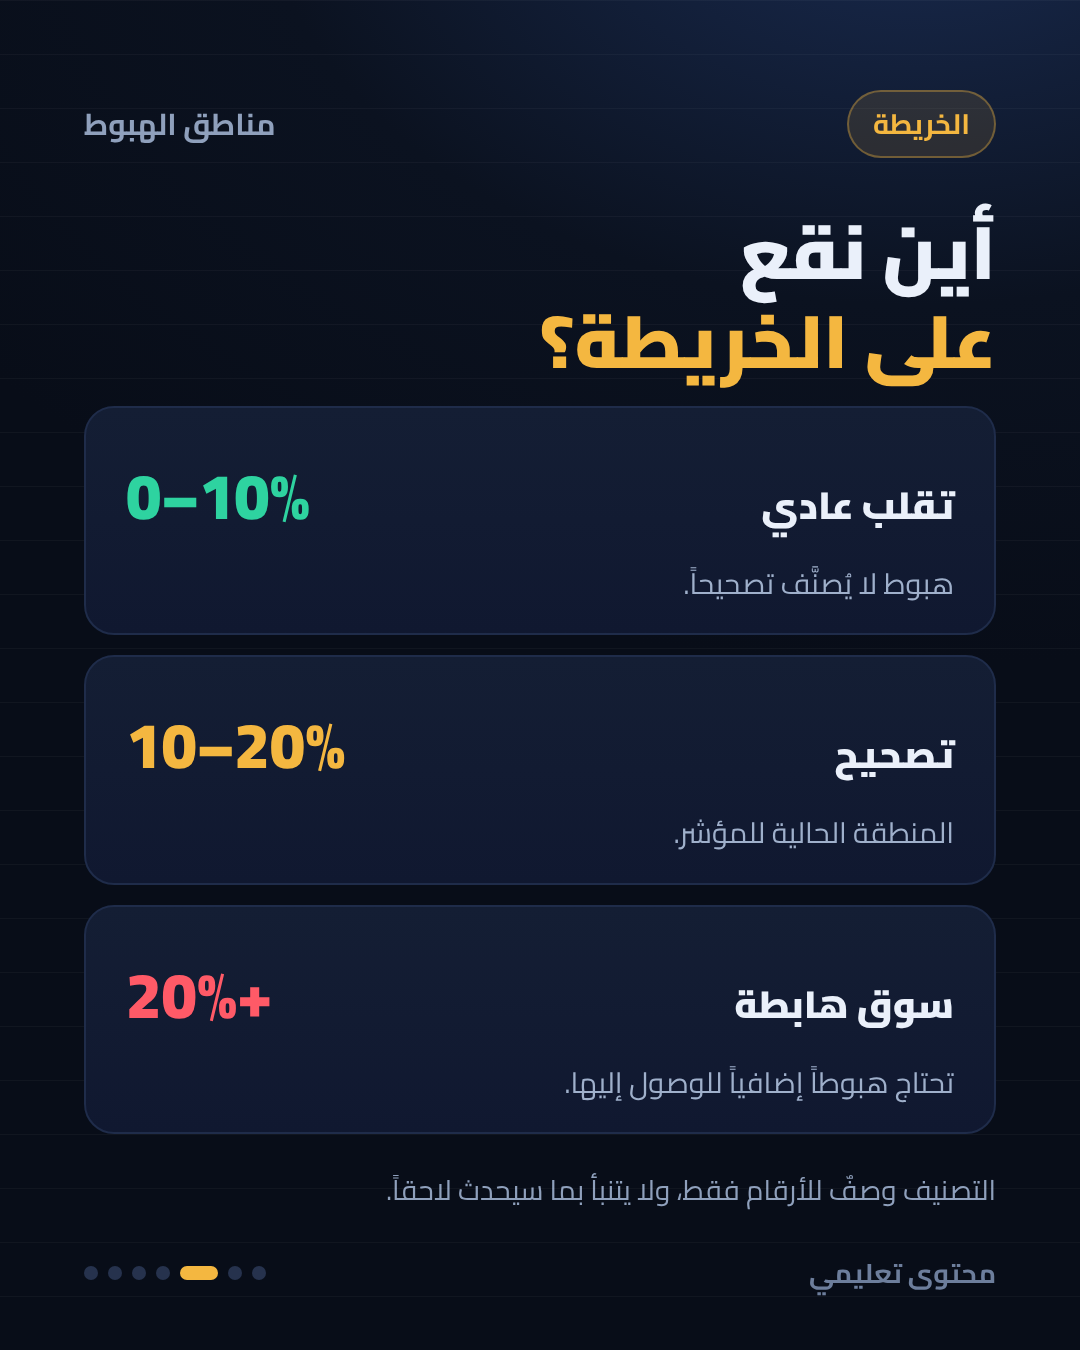 الخريطة
مناطق الهبوط
أين نقع
على الخريطة؟
تقلب عادي
0–10%
هبوط لا يُصنَّف تصحيحاً.
تصحيح
10–20%
المنطقة الحالية للمؤشر.
سوق هابطة
20%+
تحتاج هبوطاً إضافياً للوصول إليها.
التصنيف وصفٌ للأرقام فقط، ولا يتنبأ بما سيحدث لاحقاً.
محتوى تعليمي